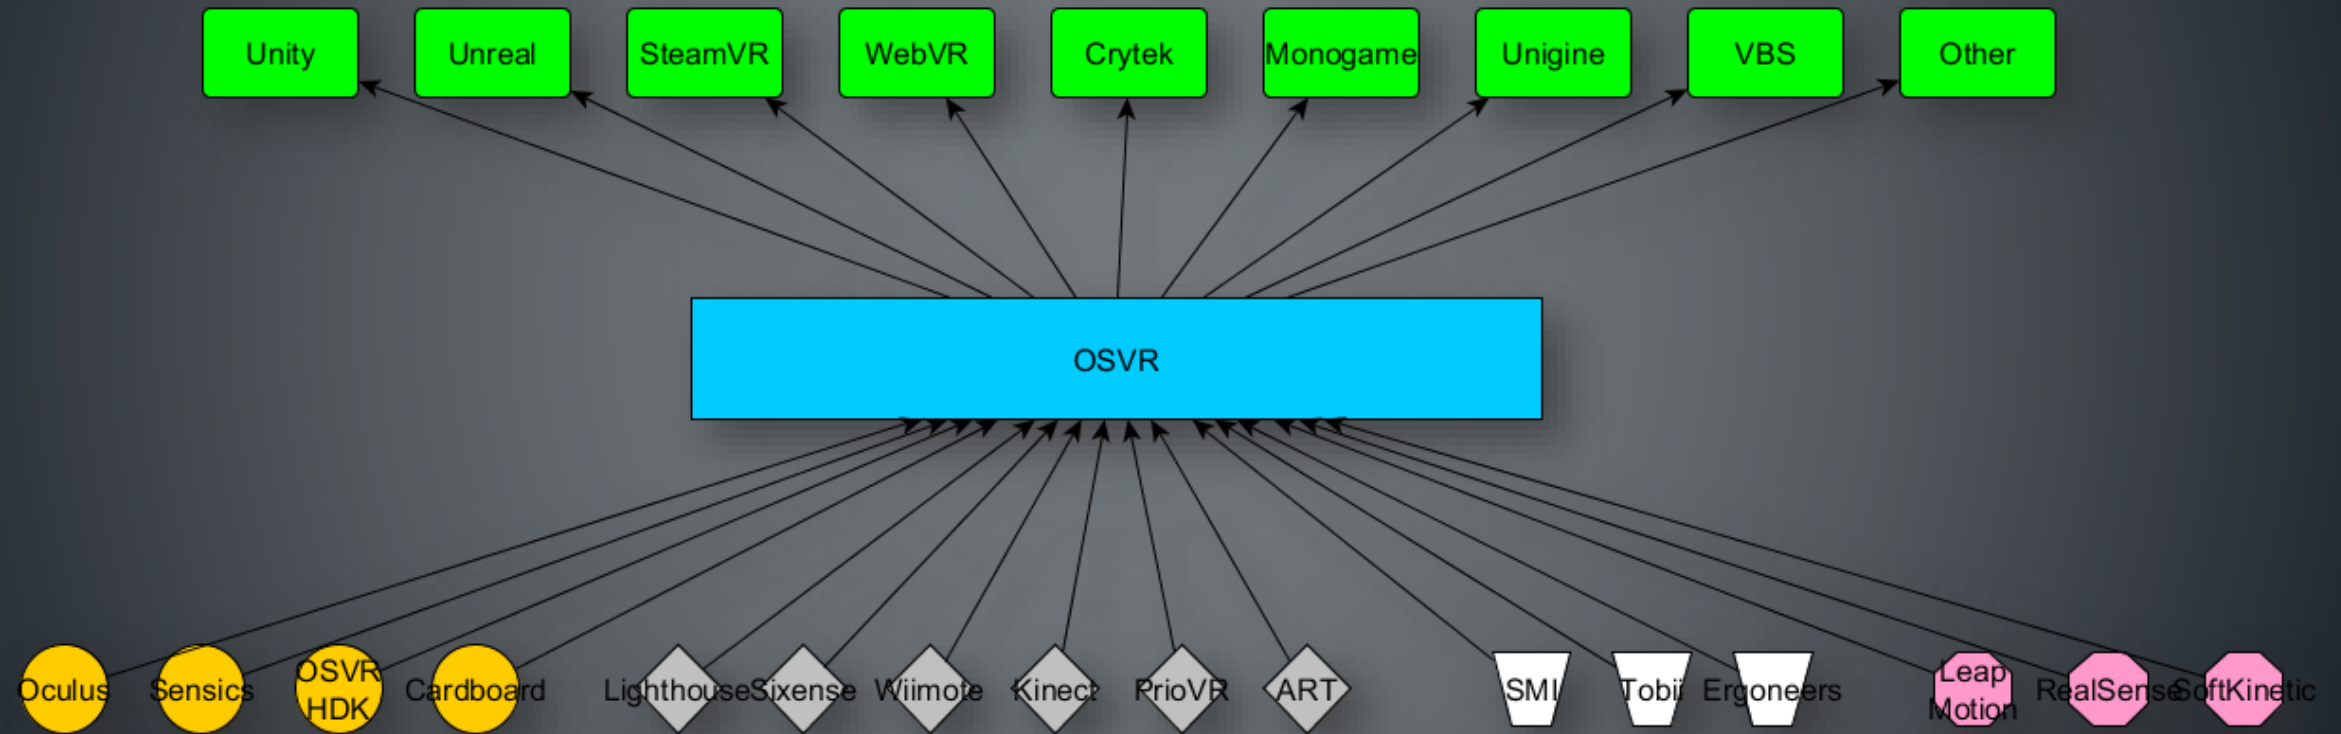 Unity
Unreal
SteamVR
WebVR
Crytek
Monogame
Unigine
VBS
Other
OSVR
Oculus
Sensics
OSVR
HDK
Cardboard
Lighthouse
Sixense
Wiimote
Kinect
PrioVR
ART
SMI
Tobii
Ergoneers
Leap
Motion
RealSense
SoftKinetic